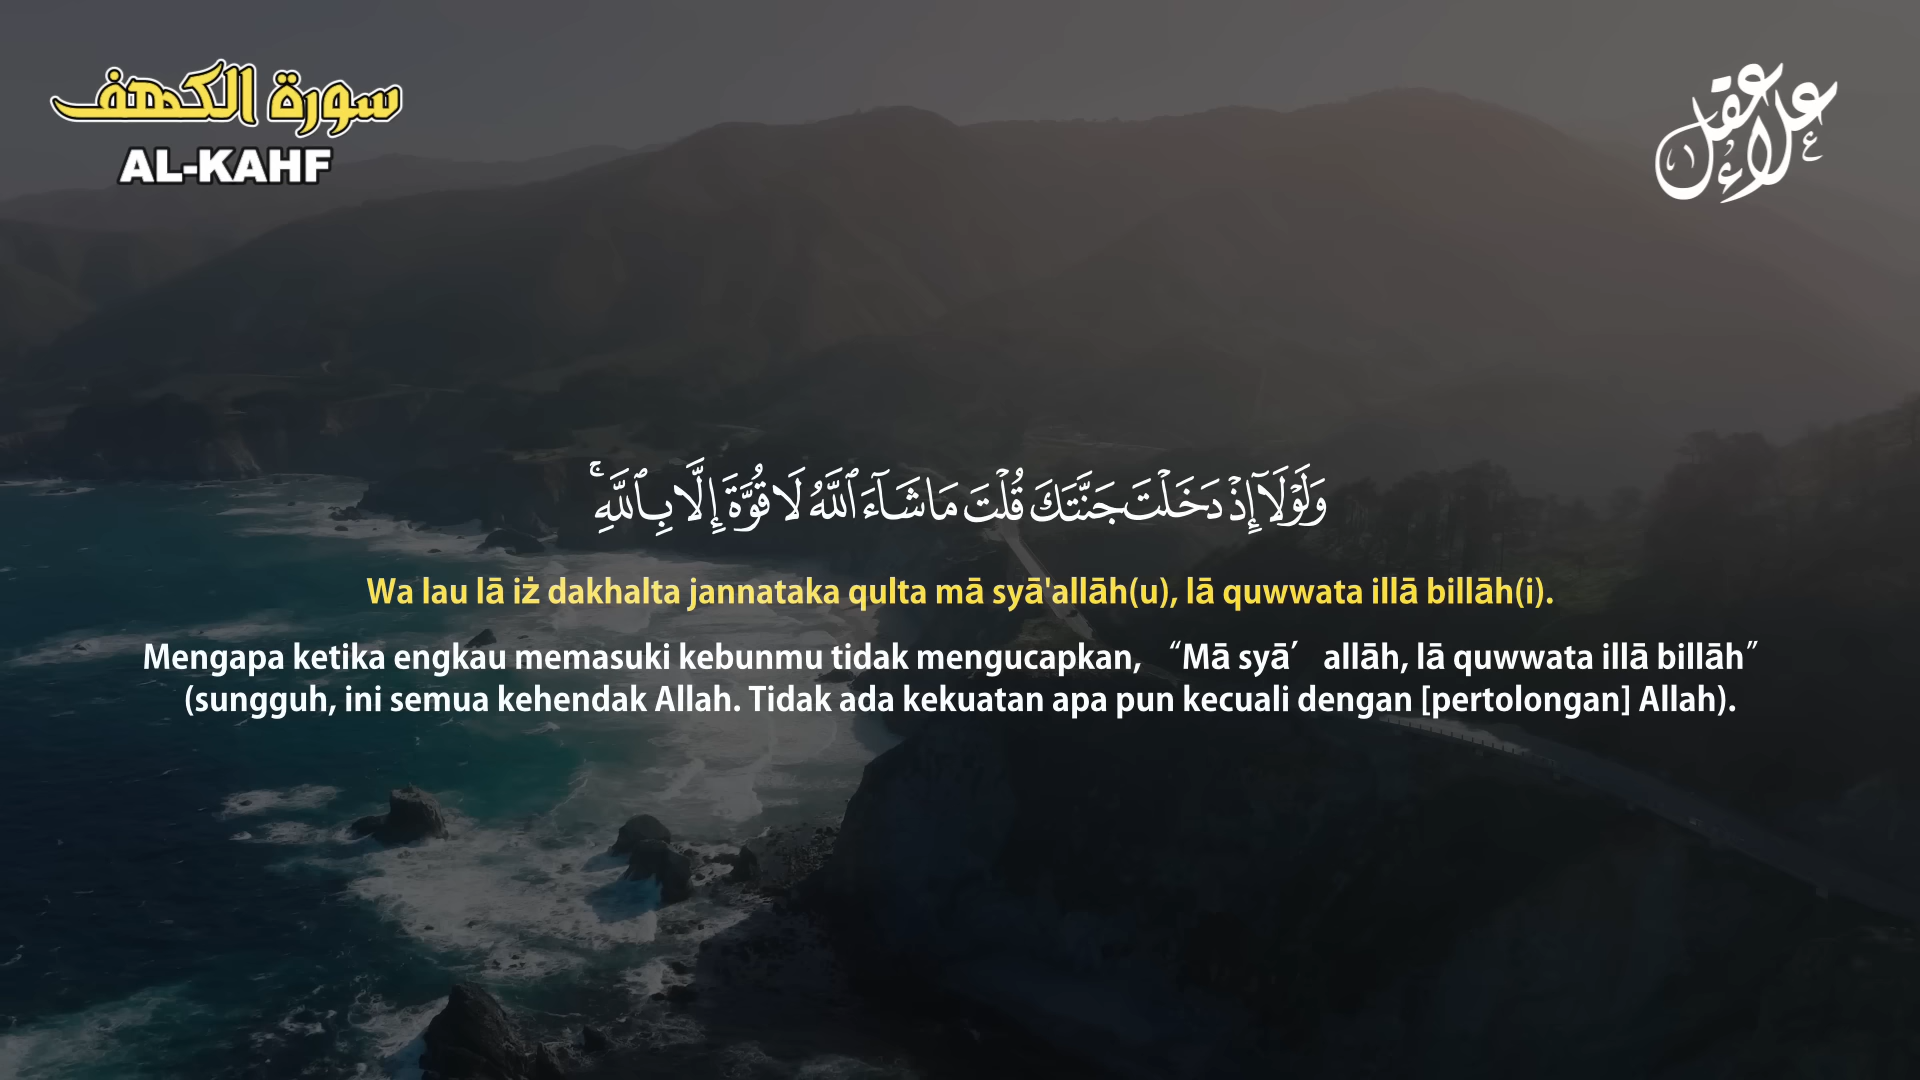 سورة الكهف
AL-KAHF
علاء عقل
وَلَوْلَآ إِذْ دَخَلْتَ جَنَّتَكَ قُلْتَ مَا شَآءَ ٱللَّهُ لَا قُوَّةَ إِلَّا بِٱللَّهِ ۚ
Wa lau lā iż dakhalta jannataka qulta mā syā'allāh(u), lā quwwata illā billāh(i).
Mengapa ketika engkau memasuki kebunmu tidak mengucapkan, “Mā syā’ allāh, lā quwwata illā billāh”
(sungguh, ini semua kehendak Allah. Tidak ada kekuatan apa pun kecuali dengan [pertolongan] Allah).